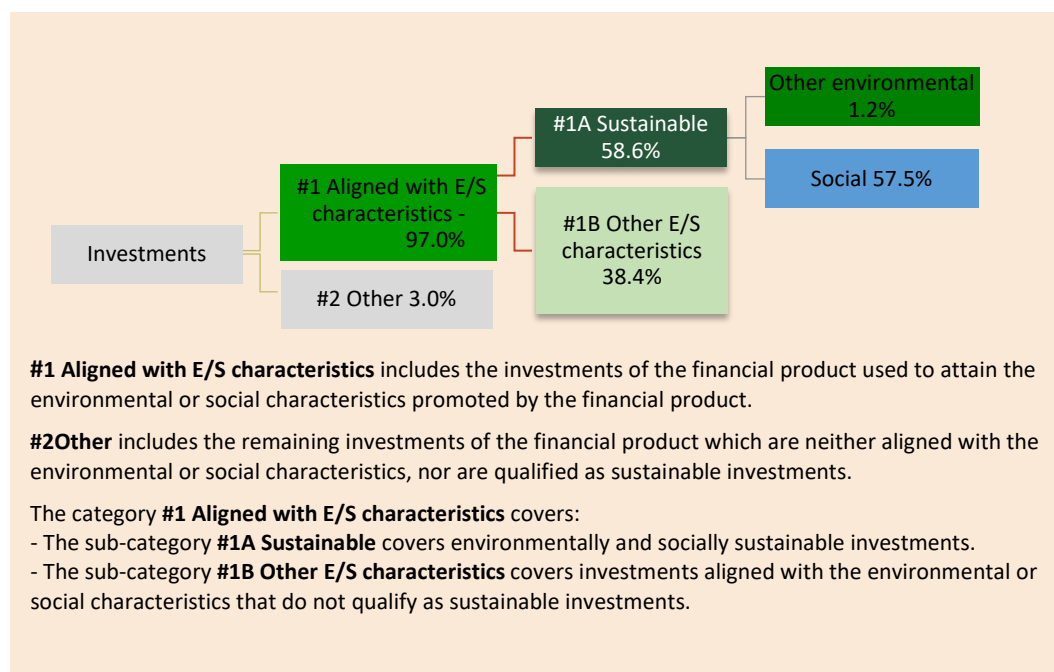 Investments
#1 Aligned with E/S
characteristics -
97.0%
#2 Other 3.0%
#1A Sustainable
58.6%
#1B Other E/S
characteristics
38.4%
Other environmental
1.2%
Social 57.5%
#1 Aligned with E/S characteristics includes the investments of the financial product used to attain the
environmental or social characteristics promoted by the financial product.
#2Other includes the remaining investments of the financial product which are neither aligned with the
environmental or social characteristics, nor are qualified as sustainable investments.
The category #1 Aligned with E/S characteristics covers:
- The sub-category #1A Sustainable covers environmentally and socially sustainable investments.
- The sub-category #1B Other E/S characteristics covers investments aligned with the environmental or
social characteristics that do not qualify as sustainable investments.